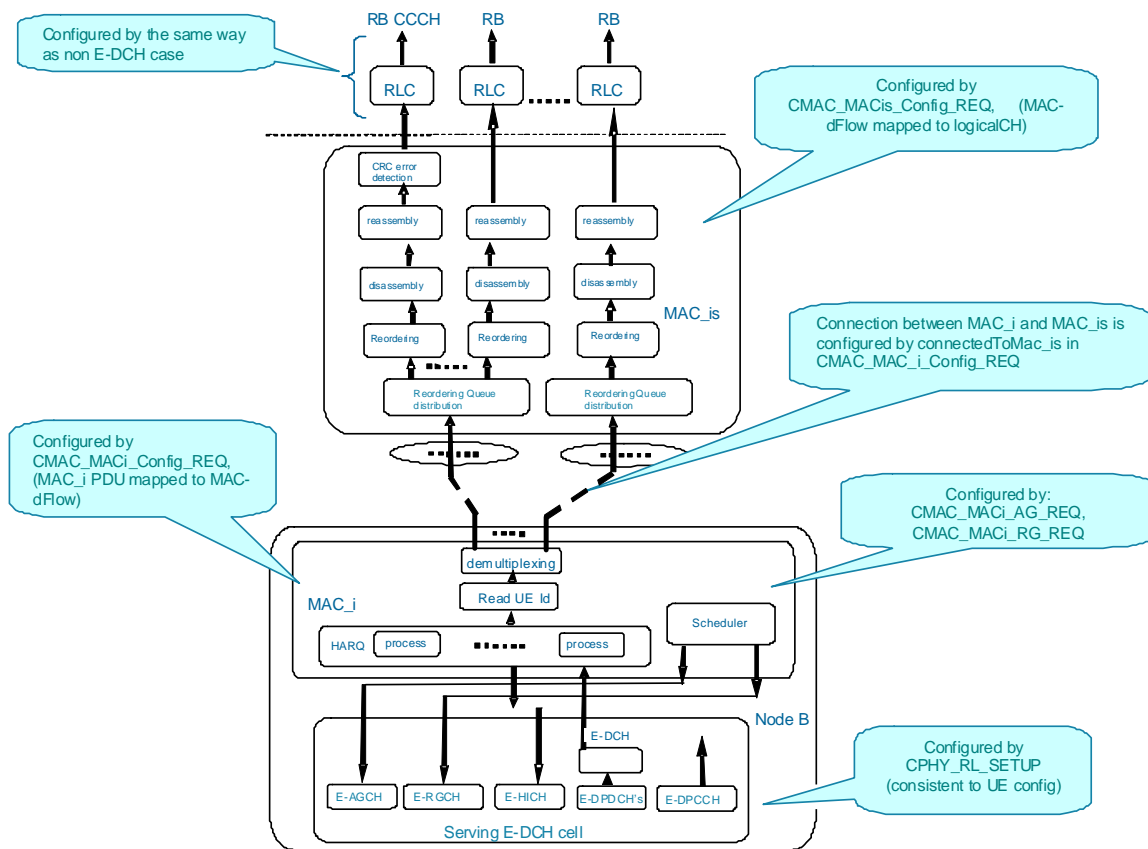 RB CCCH
RB
RB
Configured by the same way
as non E-DCH case
RLC
RLC
RLC
Configured by
CMAC_MACis_Config_REQ, (MAC-
dFlow mapped to logicalCH)
CRC error
detection
reassembly
reassembly
reassembly
disassembly
disassembly
disassembly
MAC_is
Reordering
Reordering
Reordering
Reordering Queue
distribution
Reordering Queue
distribution
Connection between MAC_i and MAC_is is
configured by connectedToMac_is in
CMAC_MAC_i_Config_REQ
Configured by
CMAC_MACi_Config_REQ,
(MAC_i PDU mapped to MAC-
dFlow)
Configured by:
CMAC_MACi_AG_REQ,
CMAC_MACi_RG_REQ
demultiplexing
Read UE Id
MAC_i
Scheduler
HARQ
process
process
Node B
E-DCH
E-AGCH
E-RGCH
E-HICH
E-DPDCH's
E-DPCCH
Serving E-DCH cell
Configured by
CPHY_RL_SETUP
(consistent to UE config)